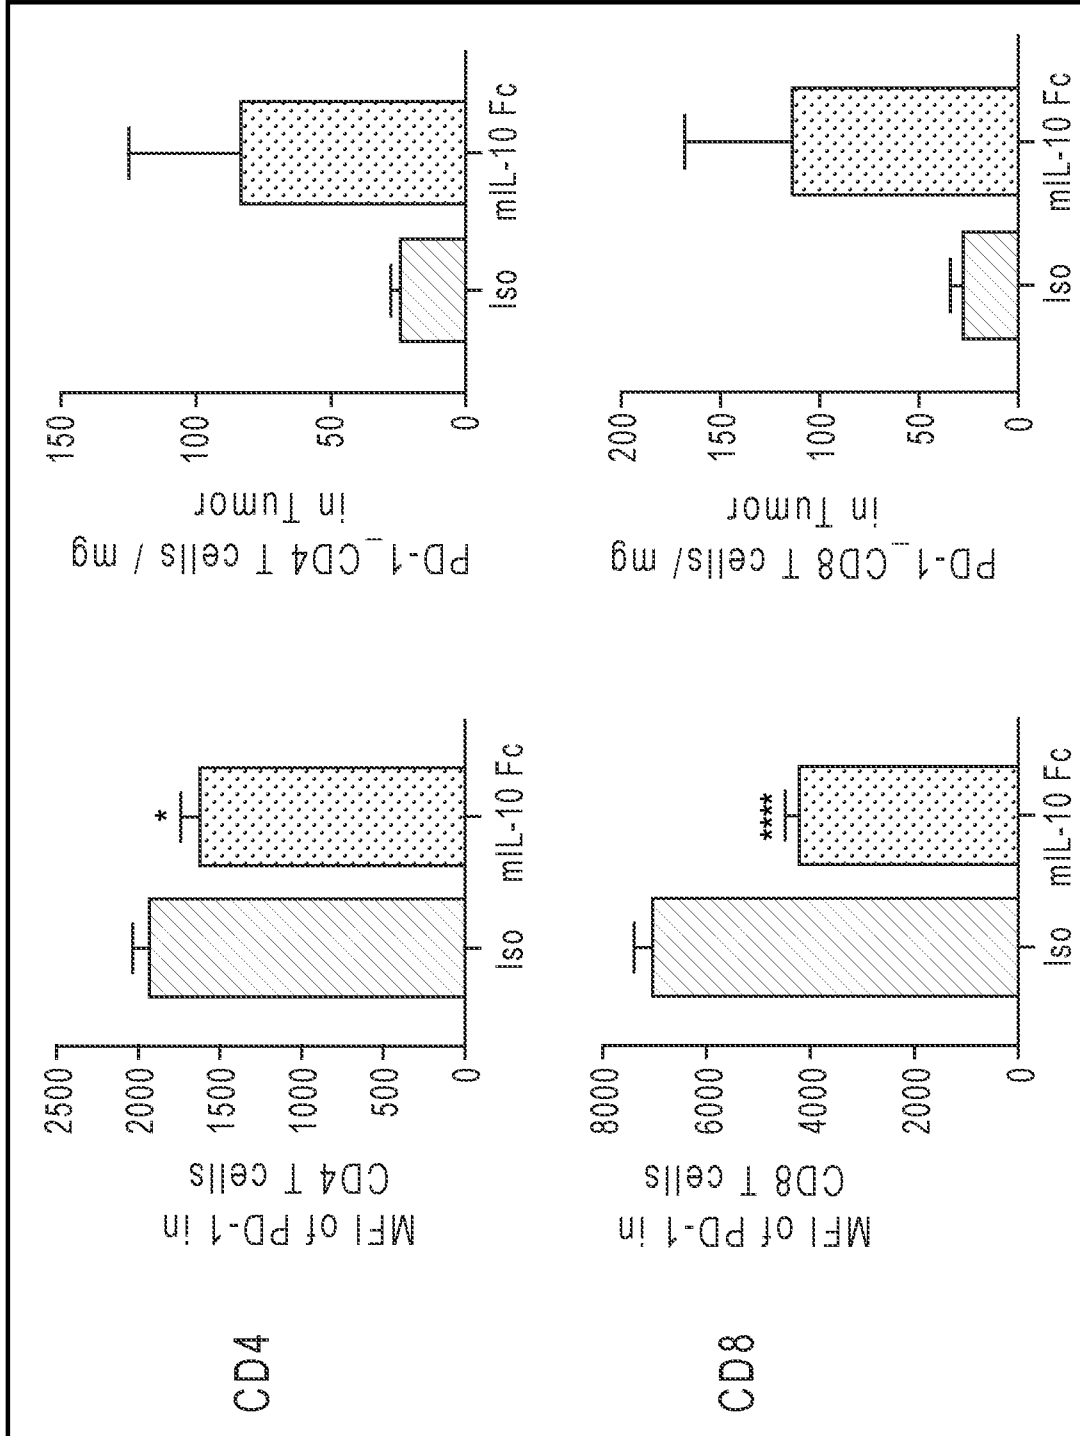 CD4
MFI of PD-1 in
CD4 T cells
2500
2000
1500
1000
500
0
*
Iso
mIL-10 Fc
PD-1_CD4 T cells / mg
in Tumor
150
100
50
0
Iso
mIL-10 Fc
CD8
MFI of PD-1 in
CD8 T cells
8000
6000
4000
2000
0
****
Iso
mIL-10 Fc
PD-1_CD8 T cells/ mg
in Tumor
200
150
100
50
0
Iso
mIL-10 Fc